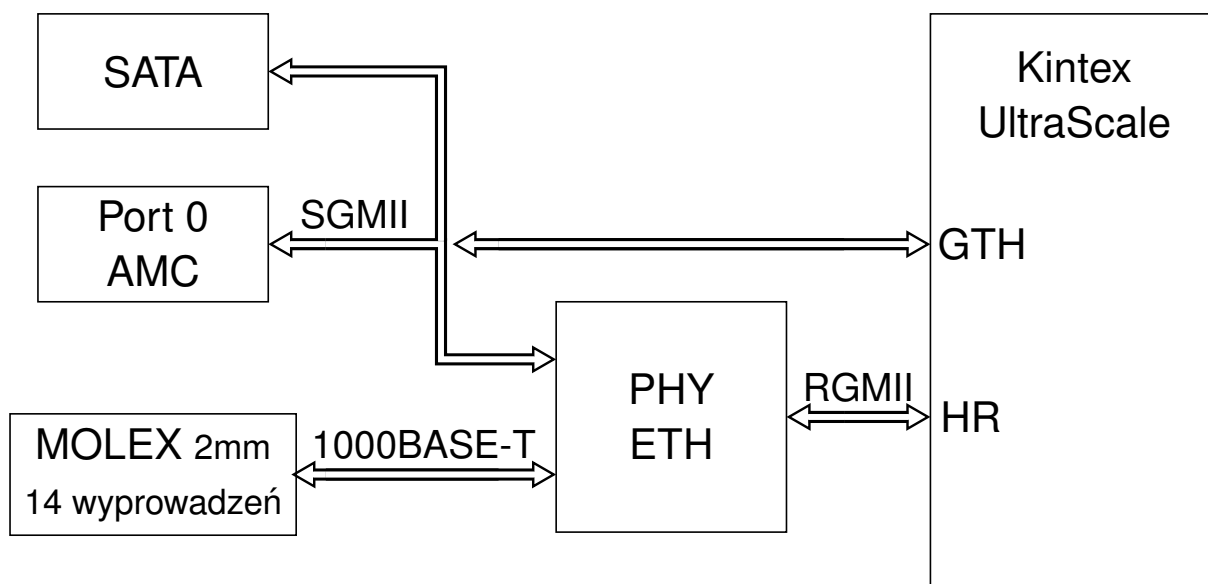 SATA
Kintex
UltraScale
Port 0
AMC
SGMII
GTH
PHY
ETH
RGMII
HR
MOLEX 2mm
14 wyprowadzeń
1000BASE-T